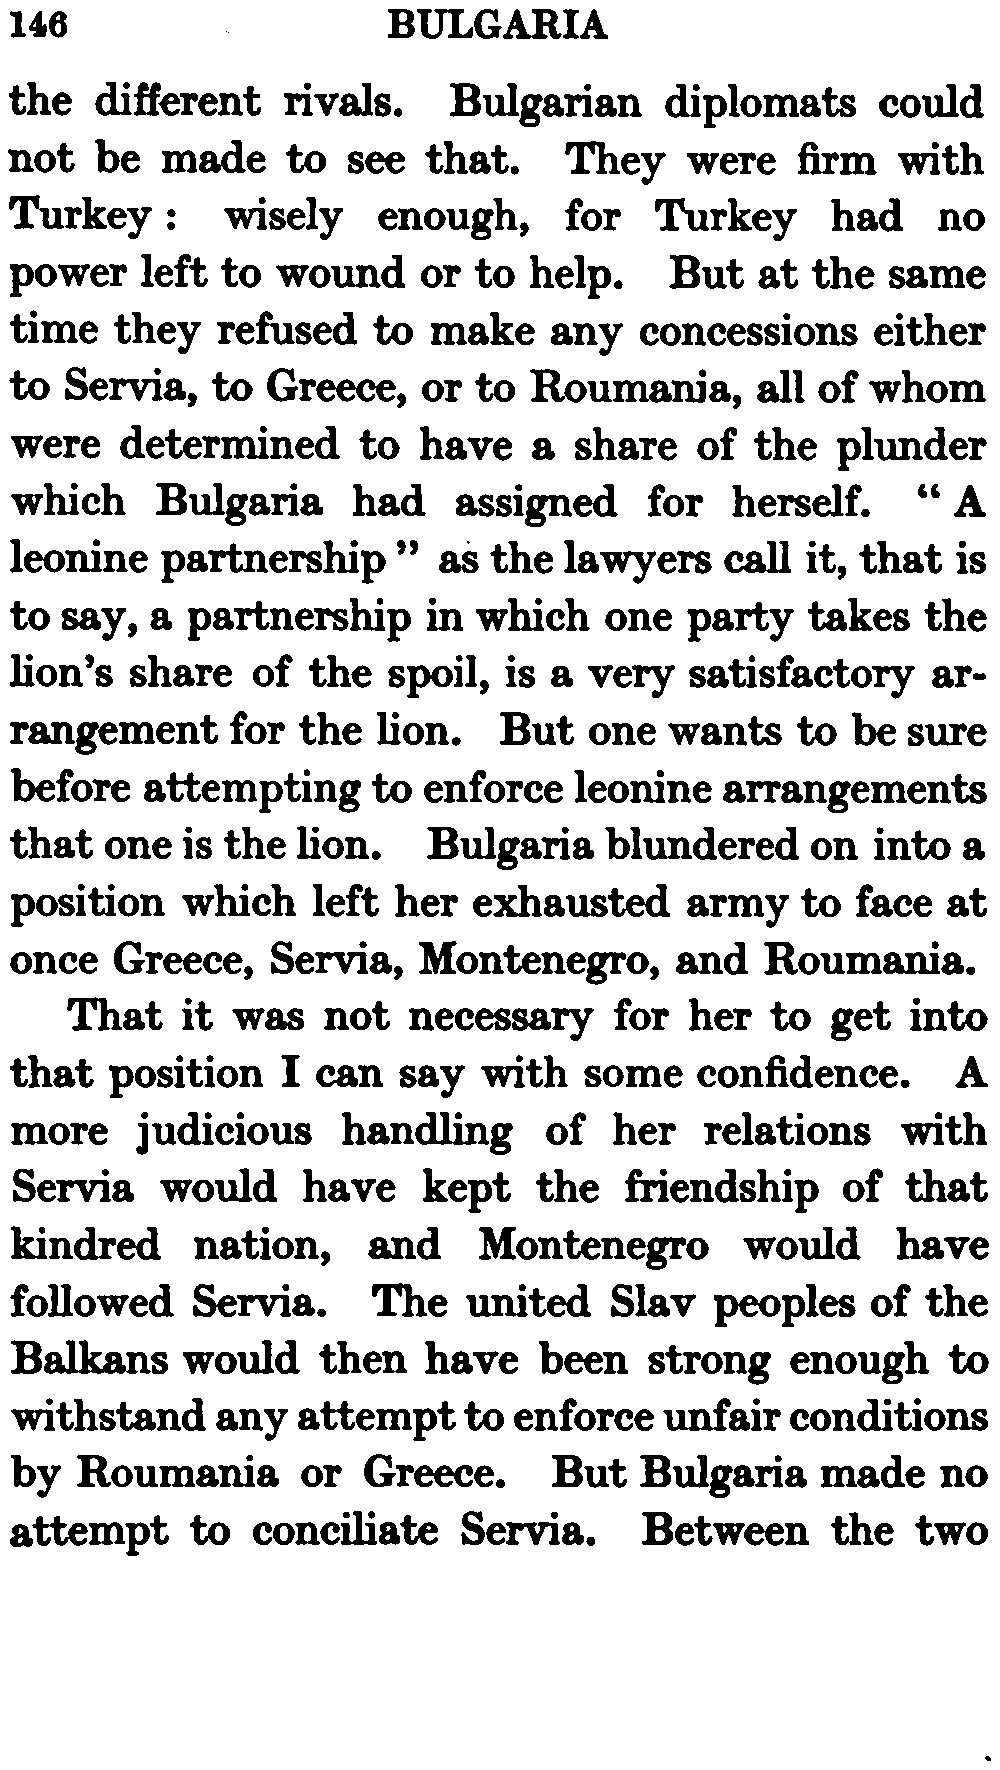 146 BULGARIA
the different rivals. Bulgarian diplomats could
not be made to see that. They were firm with
Turkey : wisely enough, for Turkey had no
power left to wound or to help. But at the same
time they refused to make any concessions either
to Servia, to Greece, or to Roumania, all of whom
were determined to have a share of the plunder
which Bulgaria had assigned for herself. “ A
leonine partnership ” as the lawyers call it, that is
to say, a partnership in which one party takes the
lion’s share of the spoil, is a very satisfactory ar-
rangement for the lion. But one wants to be sure
before attempting to enforce leonine arrangements
that one is the lion. Bulgaria blundered on into a
position which left her exhausted army to face at
once Greece, Servia, Montenegro, and Roumania.
That it was not necessary for her to get into
that position I can say with some confidence. A
more judicious handling of her relations with
Servia would have kept the friendship of that
kindred nation, and Montenegro would have
followed Servia. The united Slav peoples of the
Balkans would then have been strong enough to
withstand any attempt to enforce unfair conditions
by Roumania or Greece. But Bulgaria made no
attempt to conciliate Servia. Between the two